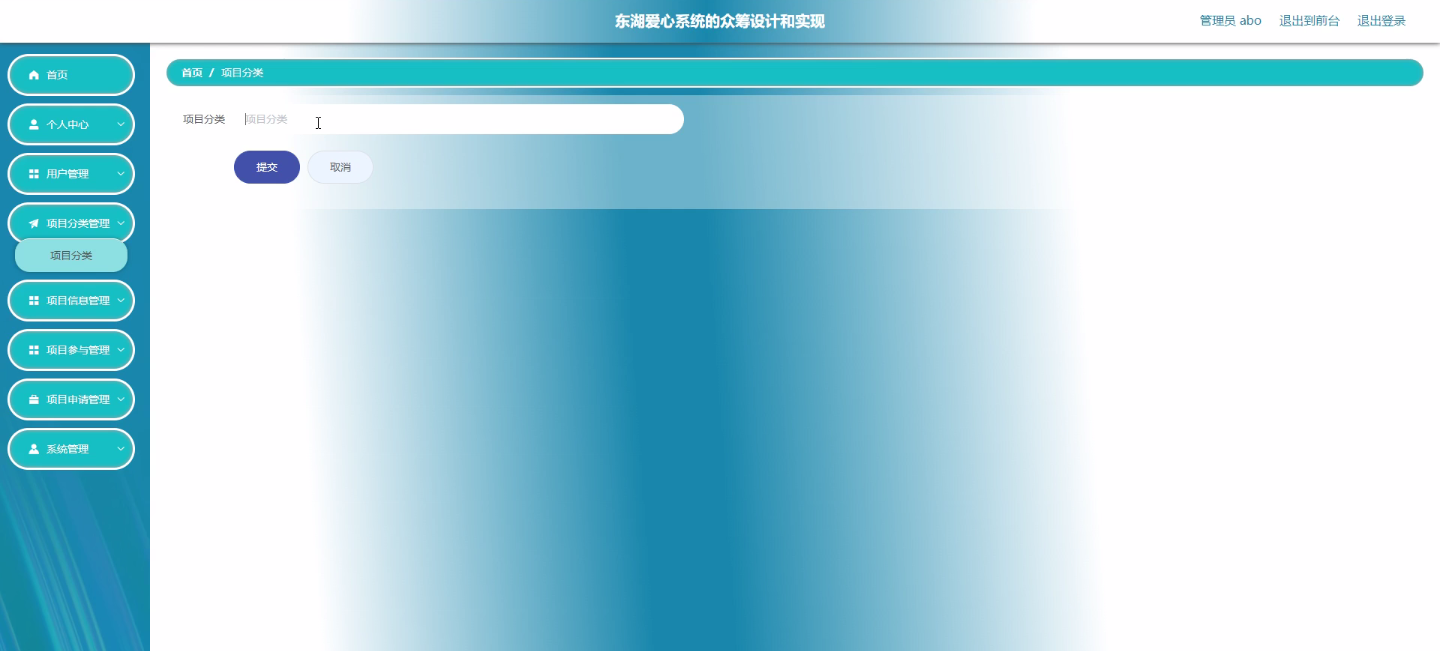 东湖爱心系统的众筹设计和实现
管理员 abo 退出到前台 退出登录
首页
个人中心
用户管理
项目分类管理
项目分类
项目信息管理
项目参与管理
项目申请管理
系统管理
首页 / 项目分类
项目分类 项目分类
提交 取消